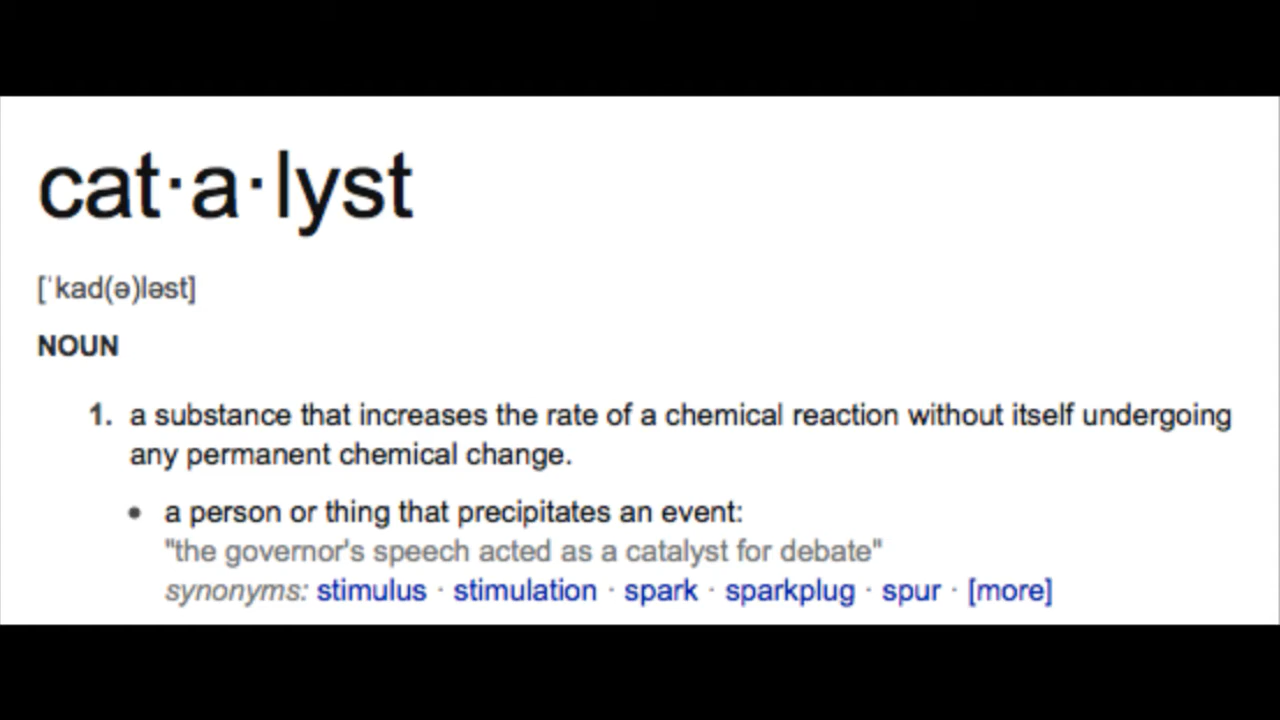 cat·a·lyst
[ˈkad(ə)ləst]
NOUN
1. a substance that increases the rate of a chemical reaction without itself undergoing
any permanent chemical change.
• a person or thing that precipitates an event:
"the governor's speech acted as a catalyst for debate"
synonyms: stimulus · stimulation · spark · sparkplug · spur · [more]